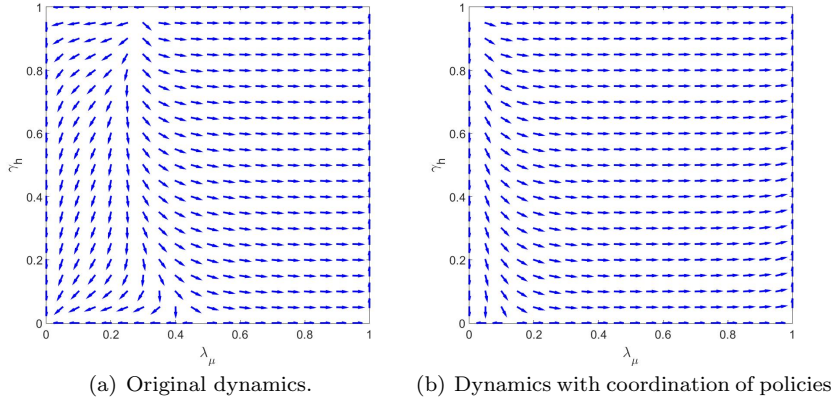 1
0.8
0.6
0.4
0.2
0
γh
0 0.2 0.4 0.6 0.8 1
λμ
(a) Original dynamics.
1
0.8
0.6
0.4
0.2
0
γh
0 0.2 0.4 0.6 0.8 1
λμ
(b) Dynamics with coordination of policies